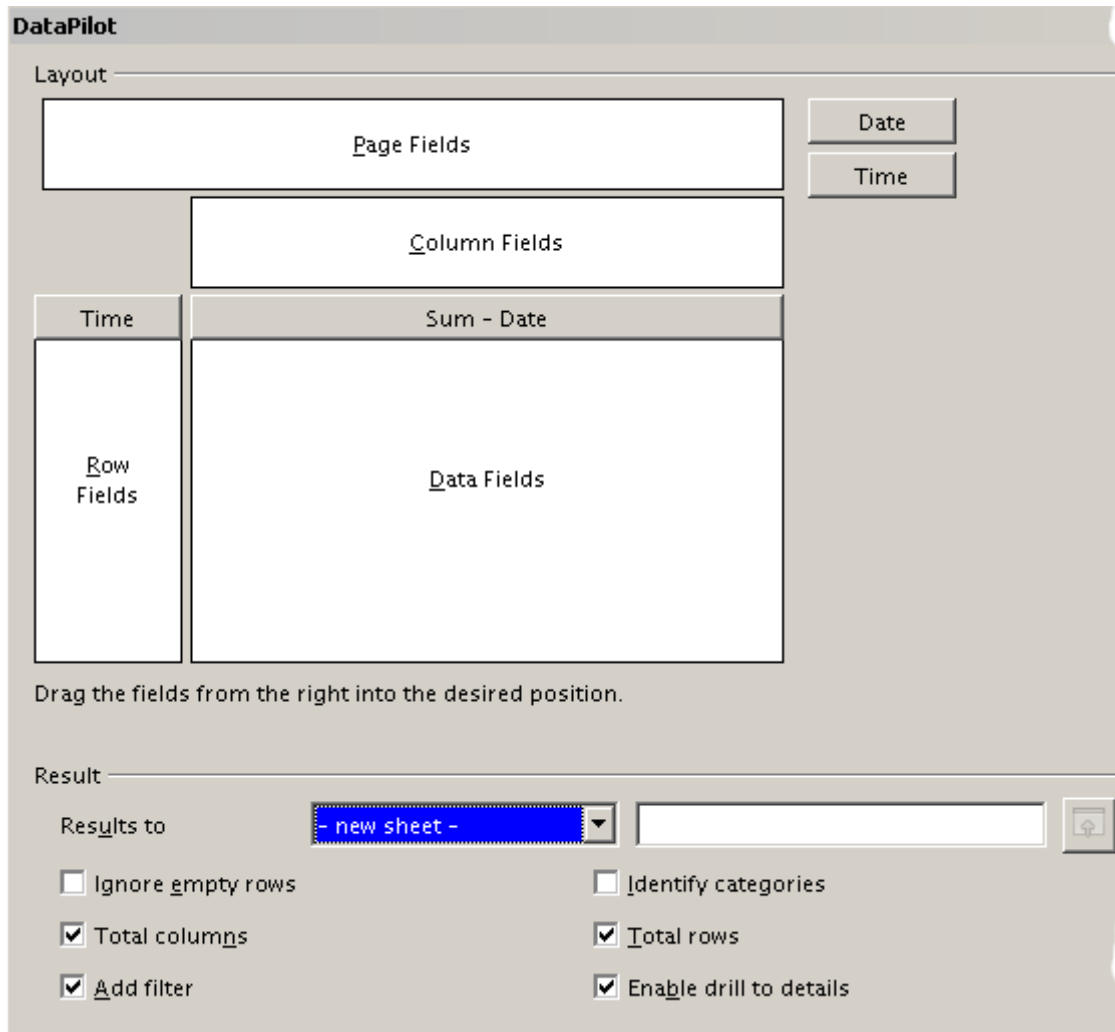 DataPilot
Layout
Page Fields
Date
Time
Column Fields
Time
Sum - Date
Row
Fields
Data Fields
Drag the fields from the right into the desired position.
Result
Results to
- new sheet -
Ignore empty rows
Identify categories
Total columns
Total rows
Add filter
Enable drill to details